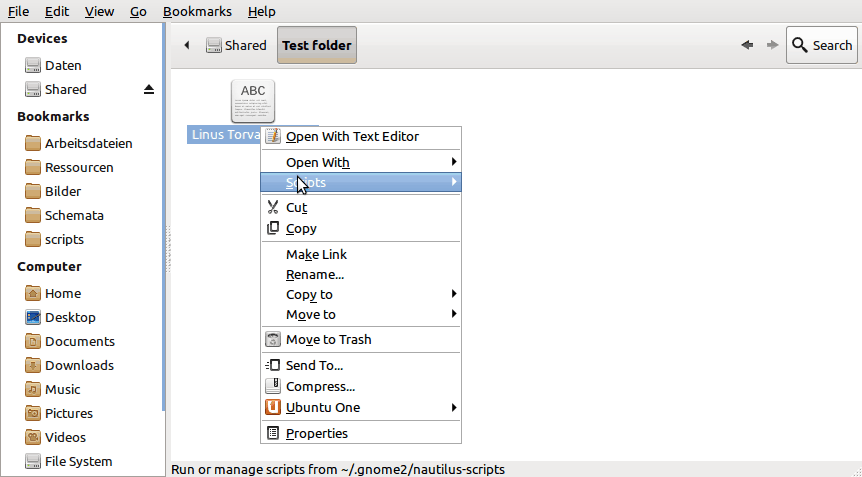 File Edit View Go Bookmarks Help
Devices
Daten
Shared
Bookmarks
Arbeitsdateien
Ressourcen
Bilder
Schemata
scripts
Computer
Home
Desktop
Documents
Downloads
Music
Pictures
Videos
File System
Shared Test folder Search
ABC
Linus Torva
Open With Text Editor
Open With
Scripts
Cut
Copy
Make Link
Rename...
Copy to
Move to
Move to Trash
Send To...
Compress...
Ubuntu One
Properties
Run or manage scripts from ~/.gnome2/nautilus-scripts